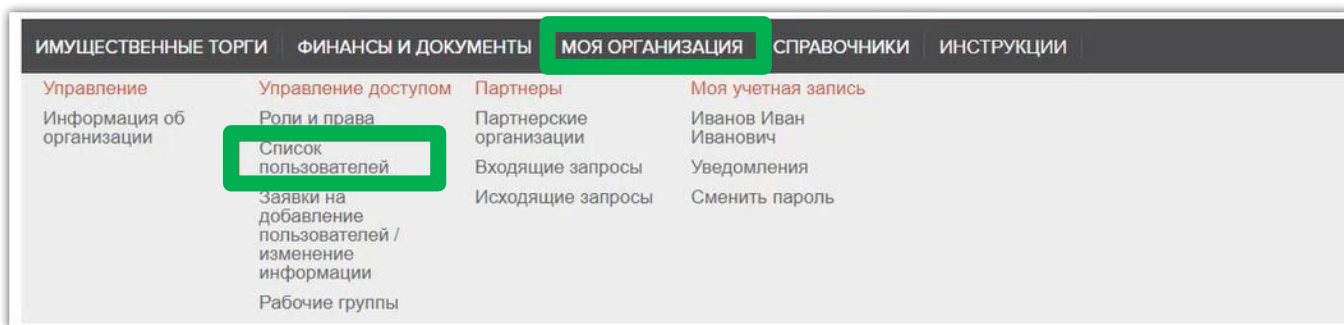 ИМУЩЕСТВЕННЫЕ ТОРГИ ФИНАНСЫ И ДОКУМЕНТЫ МОЯ ОРГАНИЗАЦИЯ СПРАВОЧНИКИ ИНСТРУКЦИИ
Управление
Информация об
организации
Управление доступом
Роли и права
Список
пользователей
Заявки на
добавление
пользователей /
изменение
информации
Рабочие группы
Партнеры
Партнерские
организации
Входящие запросы
Исходящие запросы
Моя учетная запись
Иванов Иван
Иванович
Уведомления
Сменить пароль